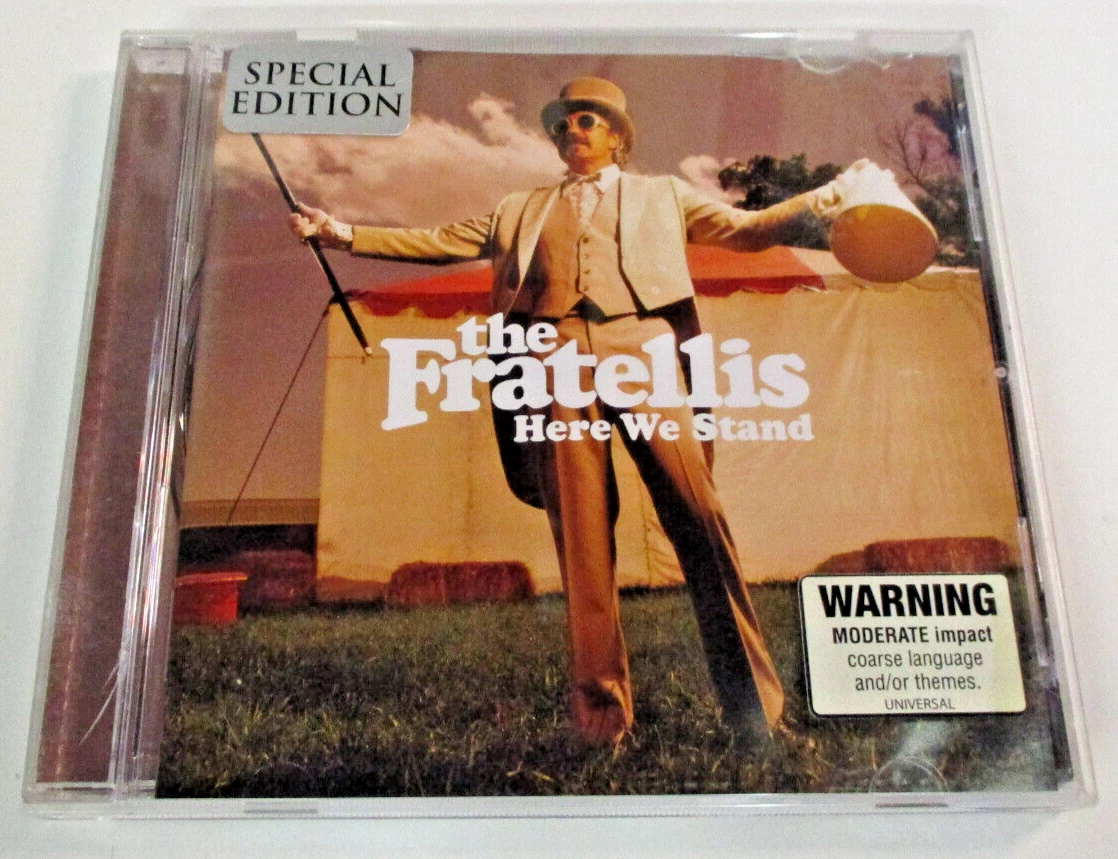 SPECIAL
EDITION
the
Fratellis
Here We Stand
WARNING
MODERATE impact
coarse language
and/or themes.
UNIVERSAL